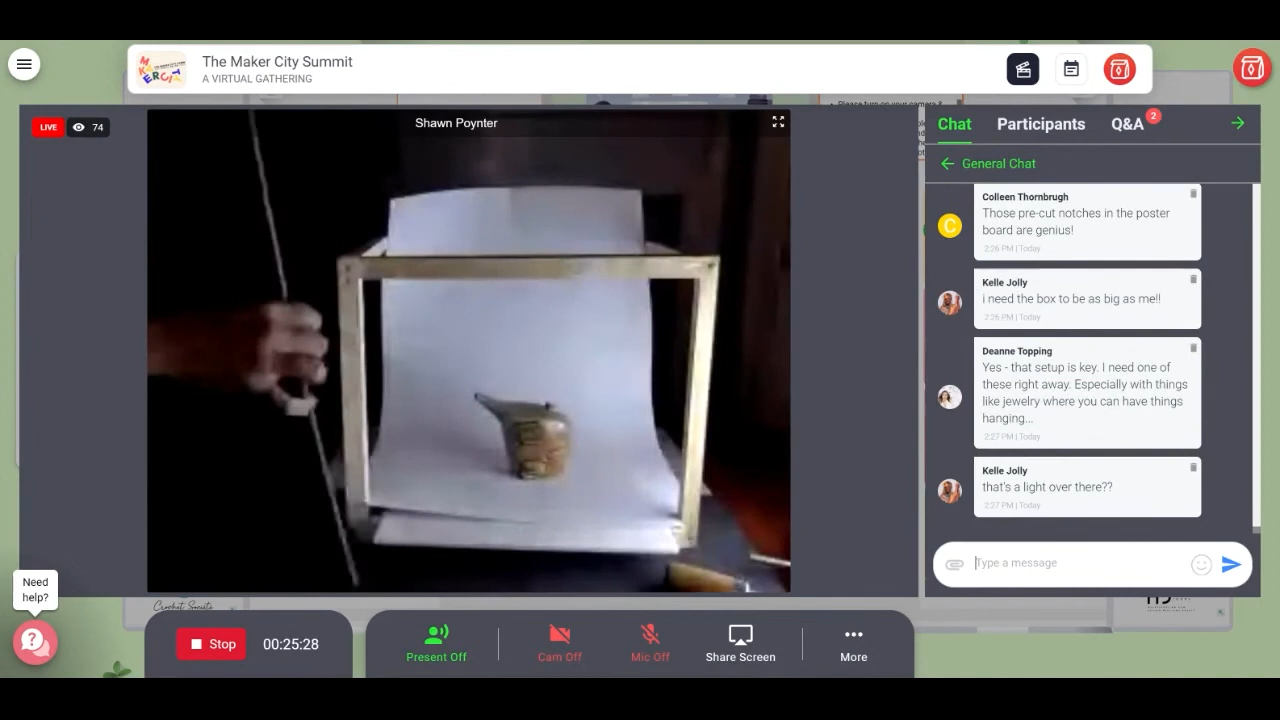 The Maker City Summit
A VIRTUAL GATHERING
LIVE
74
Shawn Poynter
Chat
Participants
Q&A
2
General Chat
C
Colleen Thornbrugh
Those pre-cut notches in the poster
board are genius!
2:26 PM | Today
Kelle Jolly
i need the box to be as big as me!!
2:26 PM | Today
Deanne Topping
Yes - that setup is key. I need one of
these right away. Especially with things
like jewelry where you can have things
hanging...
2:27 PM | Today
Kelle Jolly
that's a light over there??
2:27 PM | Today
Type a message
Need
help?
Stop
00:25:28
Present Off
Cam Off
Mic Off
Share Screen
More